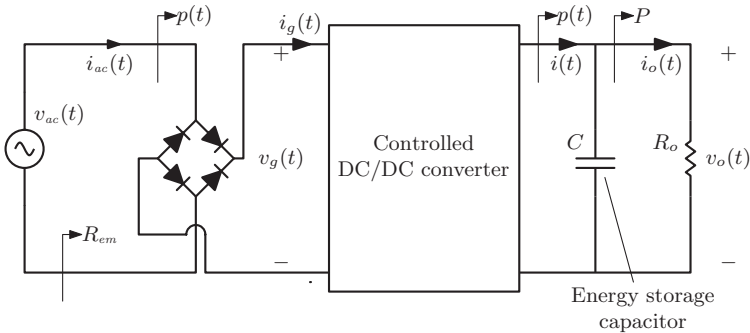 p(t)
i_ac(t)
v_ac(t)
R_em
i_g(t)
+
v_g(t)
−
Controlled
DC/DC converter
p(t)
i(t)
P
i_o(t)
C
R_o
+
v_o(t)
−
Energy storage
capacitor